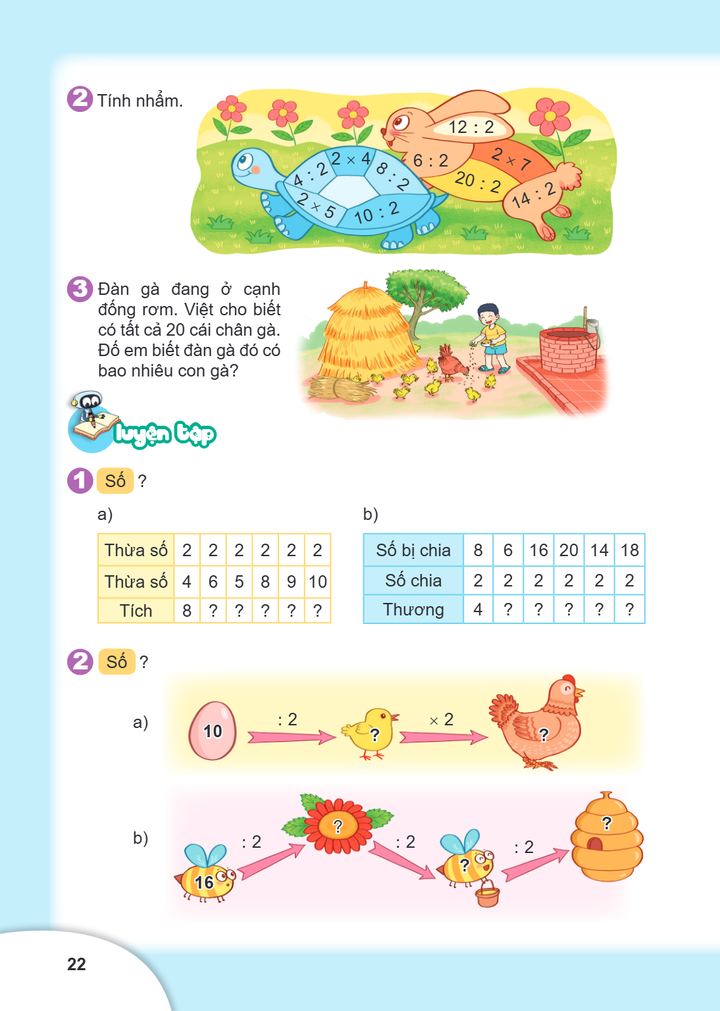 2 Tính nhẩm.
12 : 2
2 × 4
8 : 2
6 : 2
2 × 7
4 : 2
20 : 2
14 : 2
2 × 5
10 : 2
3 Đàn gà đang ở cạnh
đống rơm. Việt cho biết
có tất cả 20 cái chân gà.
Đố em biết đàn gà đó có
bao nhiêu con gà?
luyện tập
1 Số ?
a)
Thừa số 2 2 2 2 2 2
Thừa số 4 6 5 8 9 10
Tích 8 ? ? ? ? ?
b)
Số bị chia 8 6 16 20 14 18
Số chia 2 2 2 2 2 2
Thương 4 ? ? ? ? ?
2 Số ?
a)
10 : 2 ? × 2 ?
b)
16 : 2 ? : 2 ? : 2 ?
22